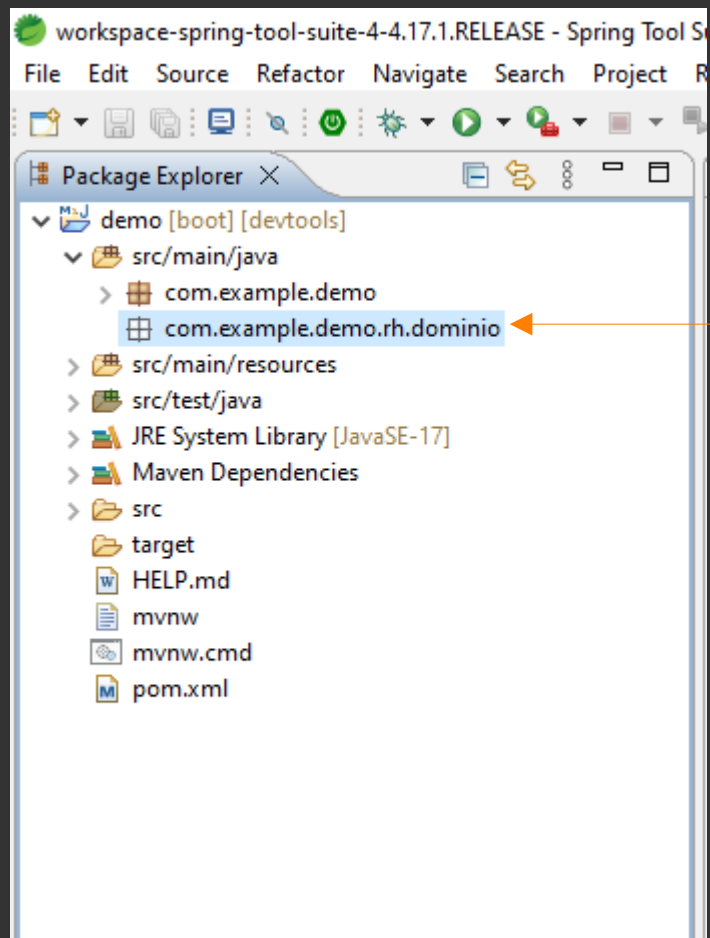 workspace-spring-tool-suite-4-4.17.1.RELEASE - Spring Tool Su
File Edit Source Refactor Navigate Search Project R
Package Explorer
demo [boot] [devtools]
src/main/java
com.example.demo
com.example.demo.rh.dominio
src/main/resources
src/test/java
JRE System Library [JavaSE-17]
Maven Dependencies
src
target
HELP.md
mvnw
mvnw.cmd
pom.xml